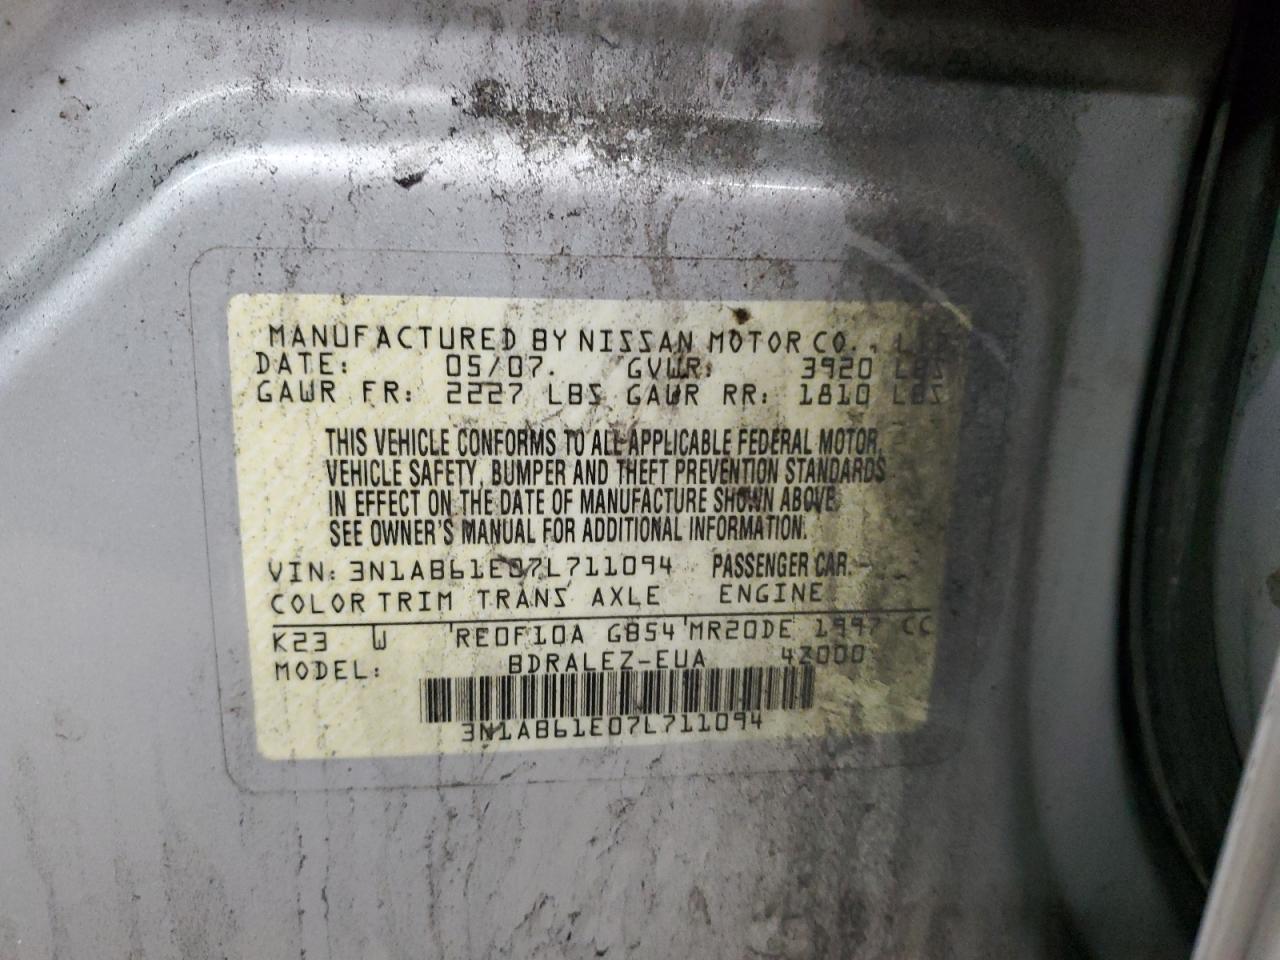 MANUFACTURED BY NISSAN MOTOR CO., LTD
DATE: 05/07. GVWR: 3920 LBS
GAWR FR: 2227 LBS GAWR RR: 1810 LBS
THIS VEHICLE CONFORMS TO ALL APPLICABLE FEDERAL MOTOR
VEHICLE SAFETY, BUMPER AND THEFT PREVENTION STANDARDS
IN EFFECT ON THE DATE OF MANUFACTURE SHOWN ABOVE
SEE OWNER'S MANUAL FOR ADDITIONAL INFORMATION.
VIN: 3N1AB61E07L711094 PASSENGER CAR
COLOR TRIM TRANS AXLE ENGINE
K23 W RE0F10A GB54 MR20DE 1997 CC
MODEL: BDRALEZ-EUA 4Z000
3N1AB61E07L711094